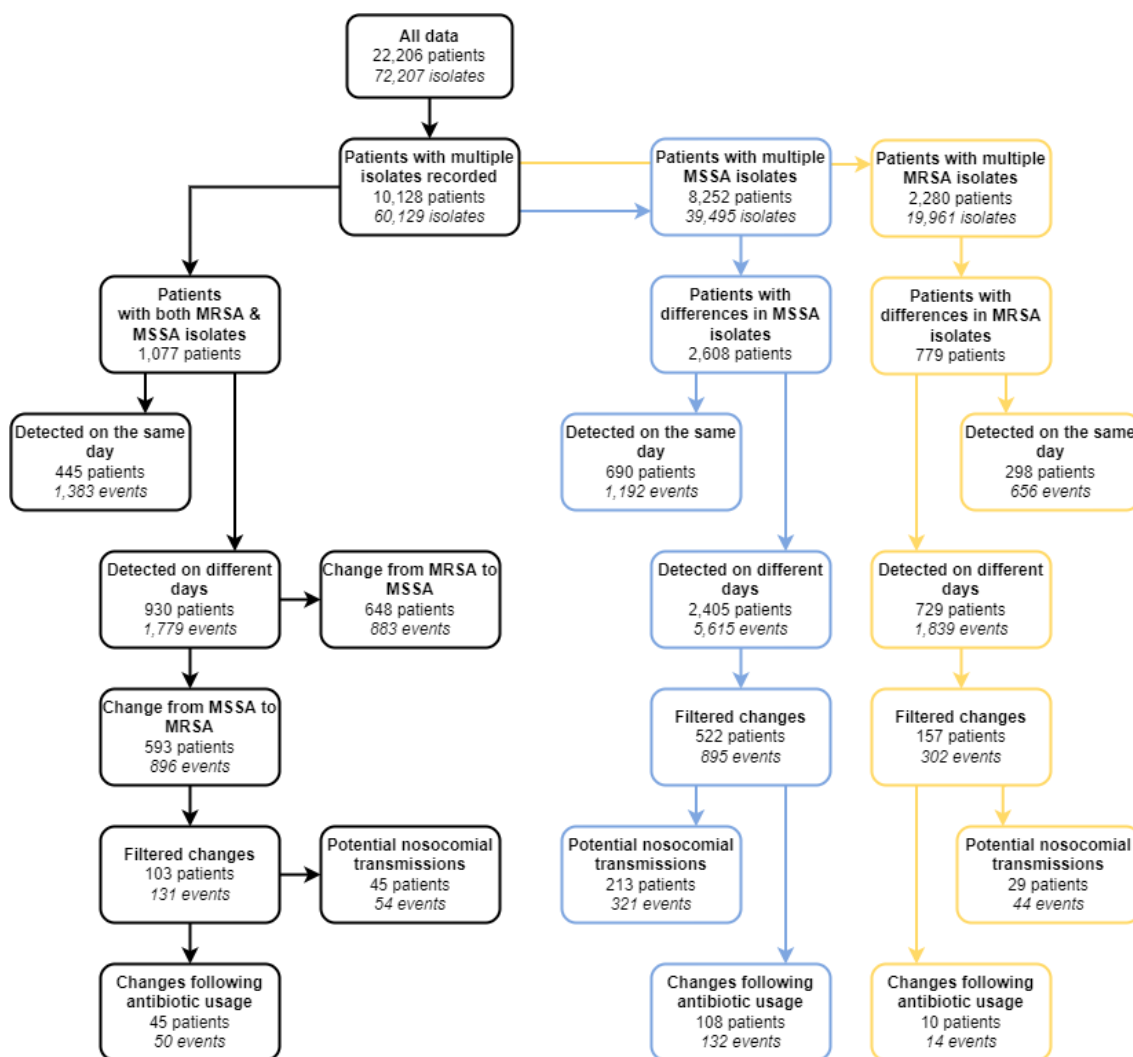 All data
22,206 patients
72,207 isolates
Patients with multiple
isolates recorded
10,128 patients
60,129 isolates
Patients with multiple
MSSA isolates
8,252 patients
39,495 isolates
Patients with multiple
MRSA isolates
2,280 patients
19,961 isolates
Patients
with both MRSA &
MSSA isolates
1,077 patients
Patients with
differences in MSSA
isolates
2,608 patients
Patients with
differences in MRSA
isolates
779 patients
Detected on the same
day
445 patients
1,383 events
Detected on the same
day
690 patients
1,192 events
Detected on the same
day
298 patients
656 events
Detected on different
days
930 patients
1,779 events
Change from MRSA to
MSSA
648 patients
883 events
Detected on different
days
2,405 patients
5,615 events
Detected on different
days
729 patients
1,839 events
Change from MSSA to
MRSA
593 patients
896 events
Filtered changes
522 patients
895 events
Filtered changes
157 patients
302 events
Filtered changes
103 patients
131 events
Potential nosocomial
transmissions
45 patients
54 events
Potential nosocomial
transmissions
213 patients
321 events
Potential nosocomial
transmissions
29 patients
44 events
Changes following
antibiotic usage
45 patients
50 events
Changes following
antibiotic usage
108 patients
132 events
Changes following
antibiotic usage
10 patients
14 events